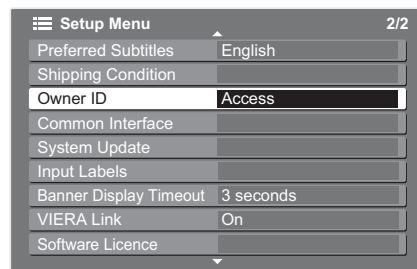 Setup Menu 2/2
Preferred Subtitles English
Shipping Condition
Owner ID Access
Common Interface
System Update
Input Labels
Banner Display Timeout 3 seconds
VIERA Link On
Software Licence